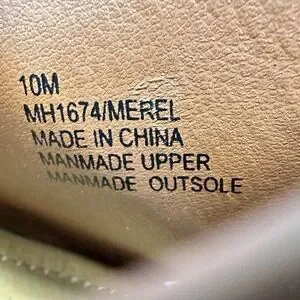 10M
MH1674/MEREL
MADE IN CHINA
MANMADE UPPER
MANMADE OUTSOLE